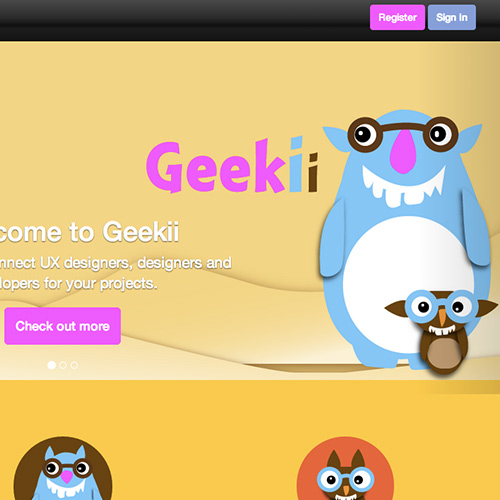 Register Sign In
Geekii
come to Geekii
nnect UX designers, designers and
lopers for your projects.
Check out more